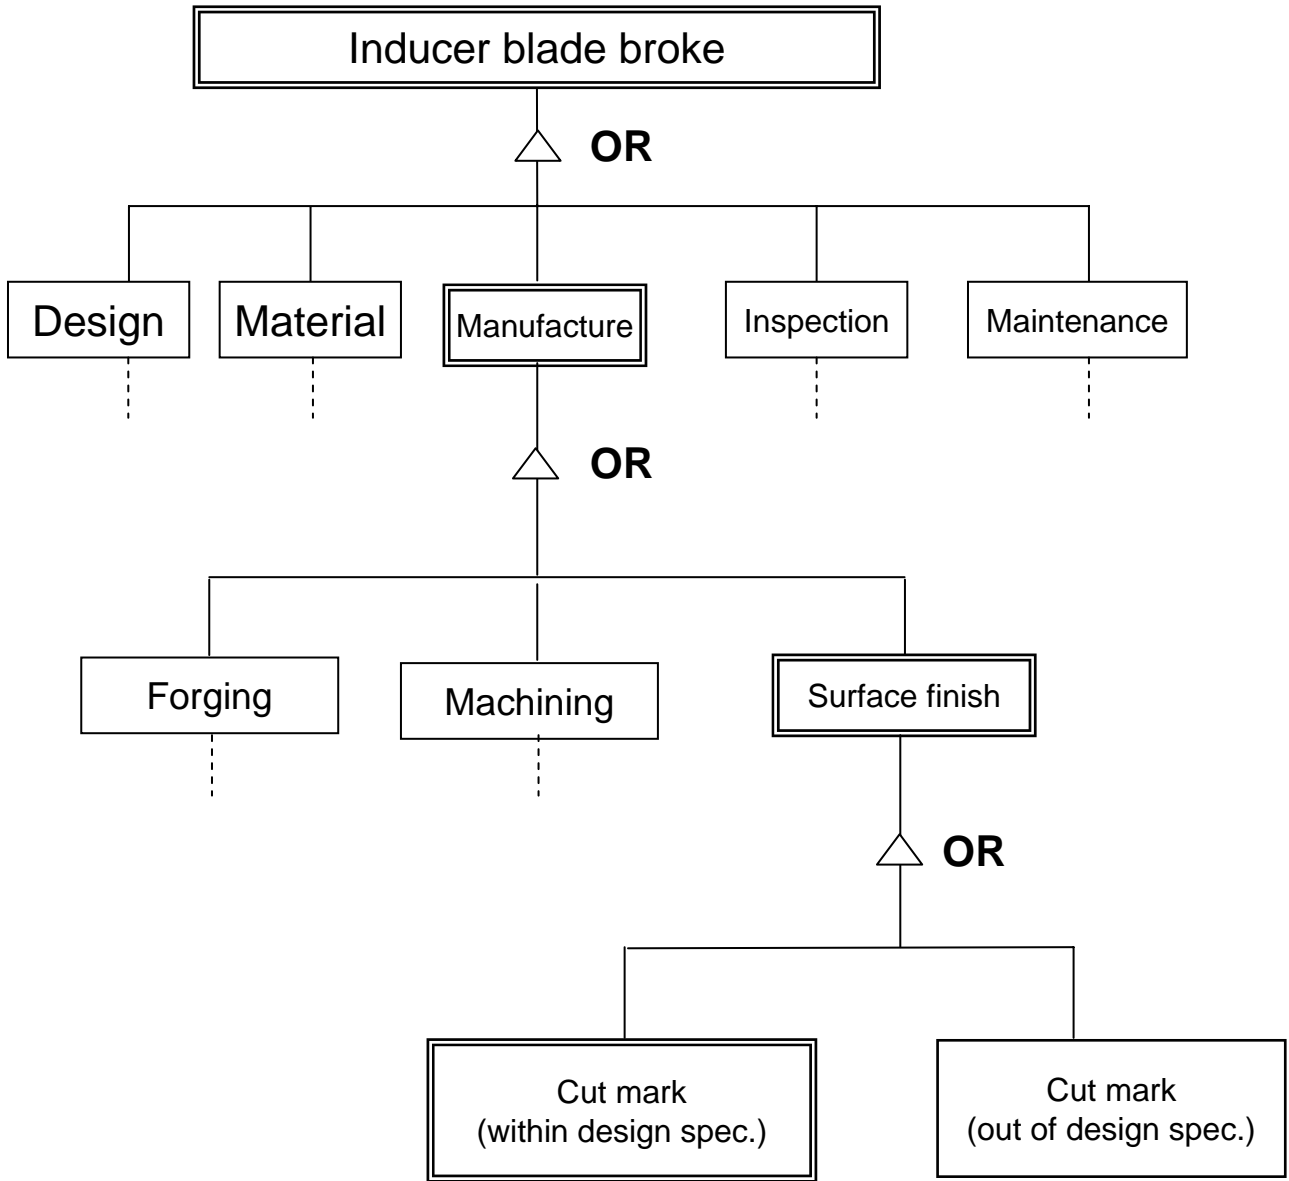 Inducer blade broke
OR
Design
Material
Manufacture
Inspection
Maintenance
OR
Forging
Machining
Surface finish
OR
Cut mark
(within design spec.)
Cut mark
(out of design spec.)